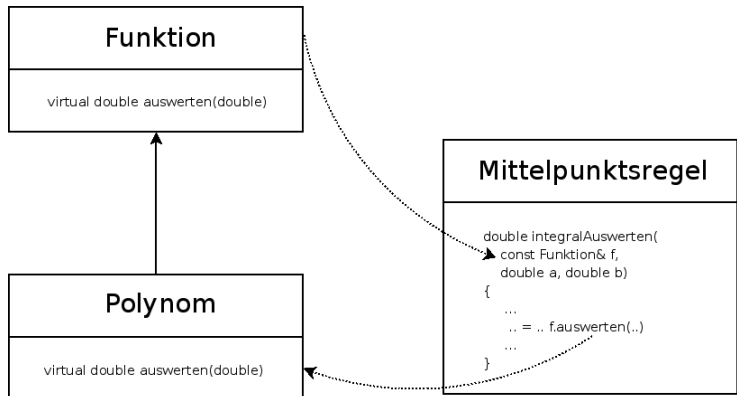 Funktion
virtual double auswerten(double)
Mittelpunktsregel
double integralAuswerten(
const Funktion& f,
double a, double b)
{
...
.. = .. f.auswerten(..)
...
}
Polynom
virtual double auswerten(double)